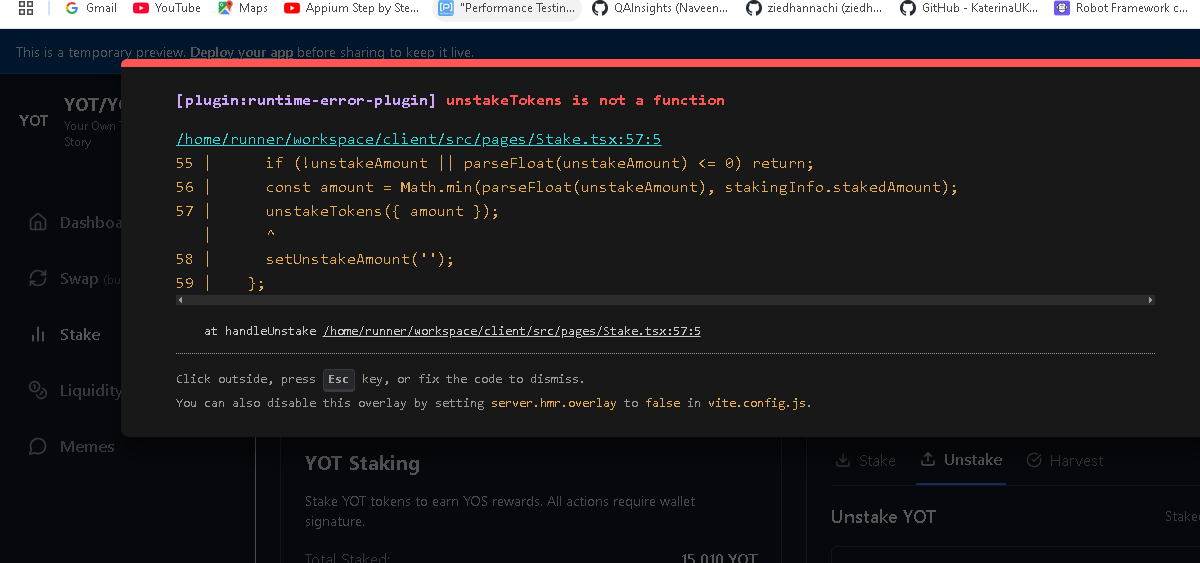 Gmail
YouTube
Maps
Appium Step by Ste...
"Performance Testin...
QAInsights (Naveen...
ziedhannachi (ziedh...
GitHub - KaterinaUK...
Robot Framework c...
This is a temporary preview. Deploy your app before sharing to keep it live.
YOT
YOT/YO
Your Own T
Story
Dashboa
Swap (bu
Stake
Liquidity
Memes
[plugin:runtime-error-plugin] unstakeTokens is not a function
/home/runner/workspace/client/src/pages/Stake.tsx:57:5
55 |      if (!unstakeAmount || parseFloat(unstakeAmount) <= 0) return;
56 |      const amount = Math.min(parseFloat(unstakeAmount), stakingInfo.stakedAmount);
57 |      unstakeTokens({ amount });
|      ^
58 |      setUnstakeAmount('');
59 |    };
at handleUnstake /home/runner/workspace/client/src/pages/Stake.tsx:57:5
Click outside, press Esc key, or fix the code to dismiss.
You can also disable this overlay by setting server.hmr.overlay to false in vite.config.js.
YOT Staking
Stake YOT tokens to earn YOS rewards. All actions require wallet
signature.
Total Staked: 15,010 YOT
Stake
Unstake
Harvest
Unstake YOT
Stake